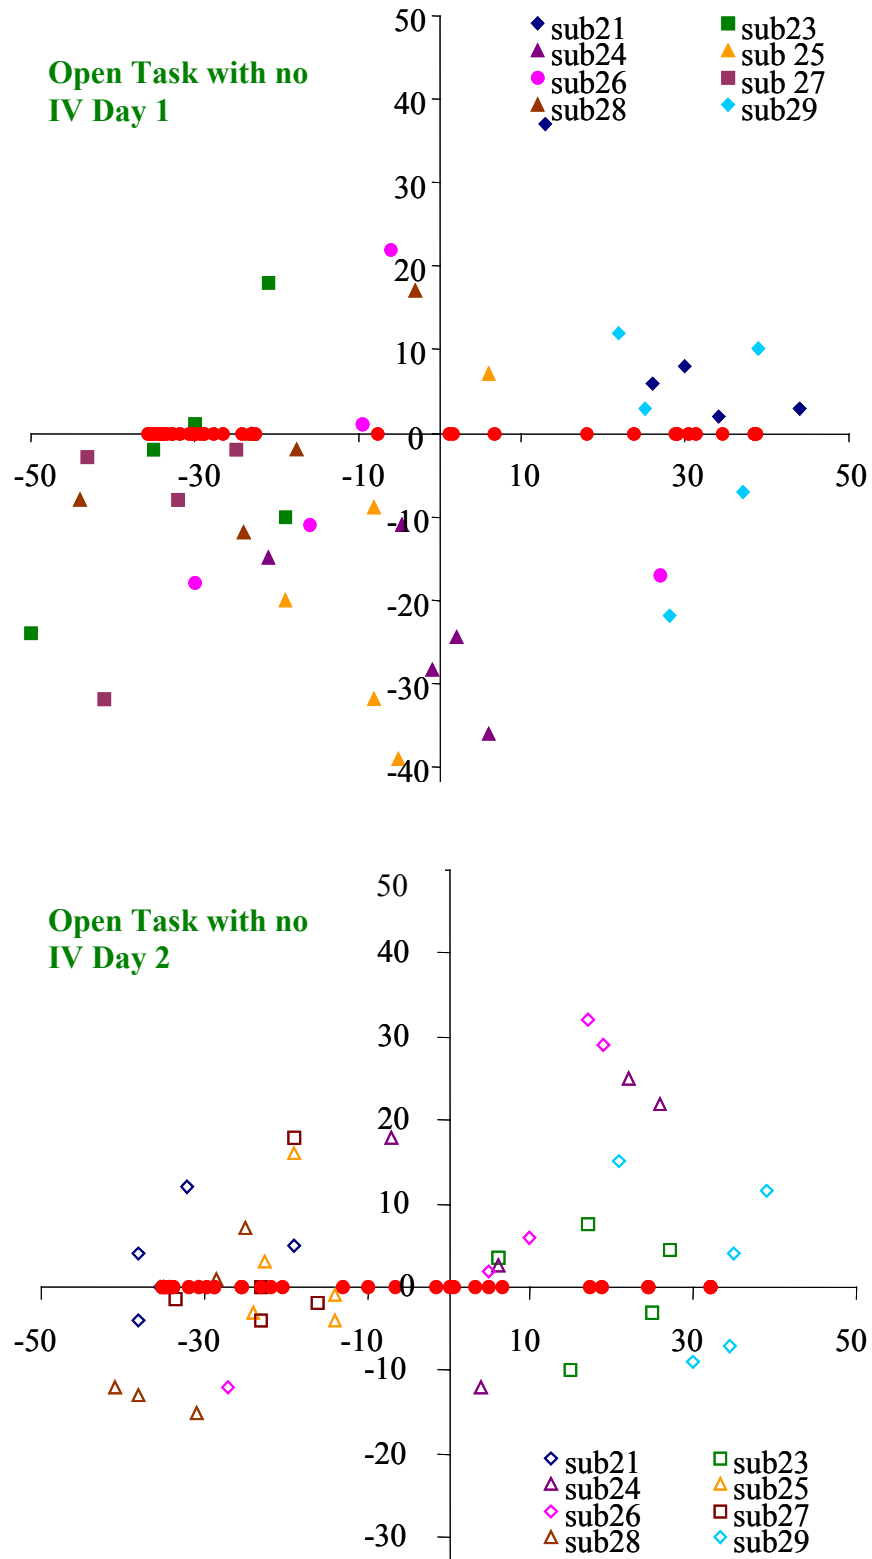 50
sub21 sub23
Open Task with no
sub24 sub 25
sub26 sub 27
IV Day 1
40
sub28 sub29
30
20
10
0
-50 -30 -10 10 30 50
-10
-20
-30
-40
50
Open Task with no
IV Day 2
40
30
20
10
0
-50 -30 -10 10 30 50
-10
-20
sub21 sub23
sub24 sub25
sub26 sub27
-30
sub28 sub29